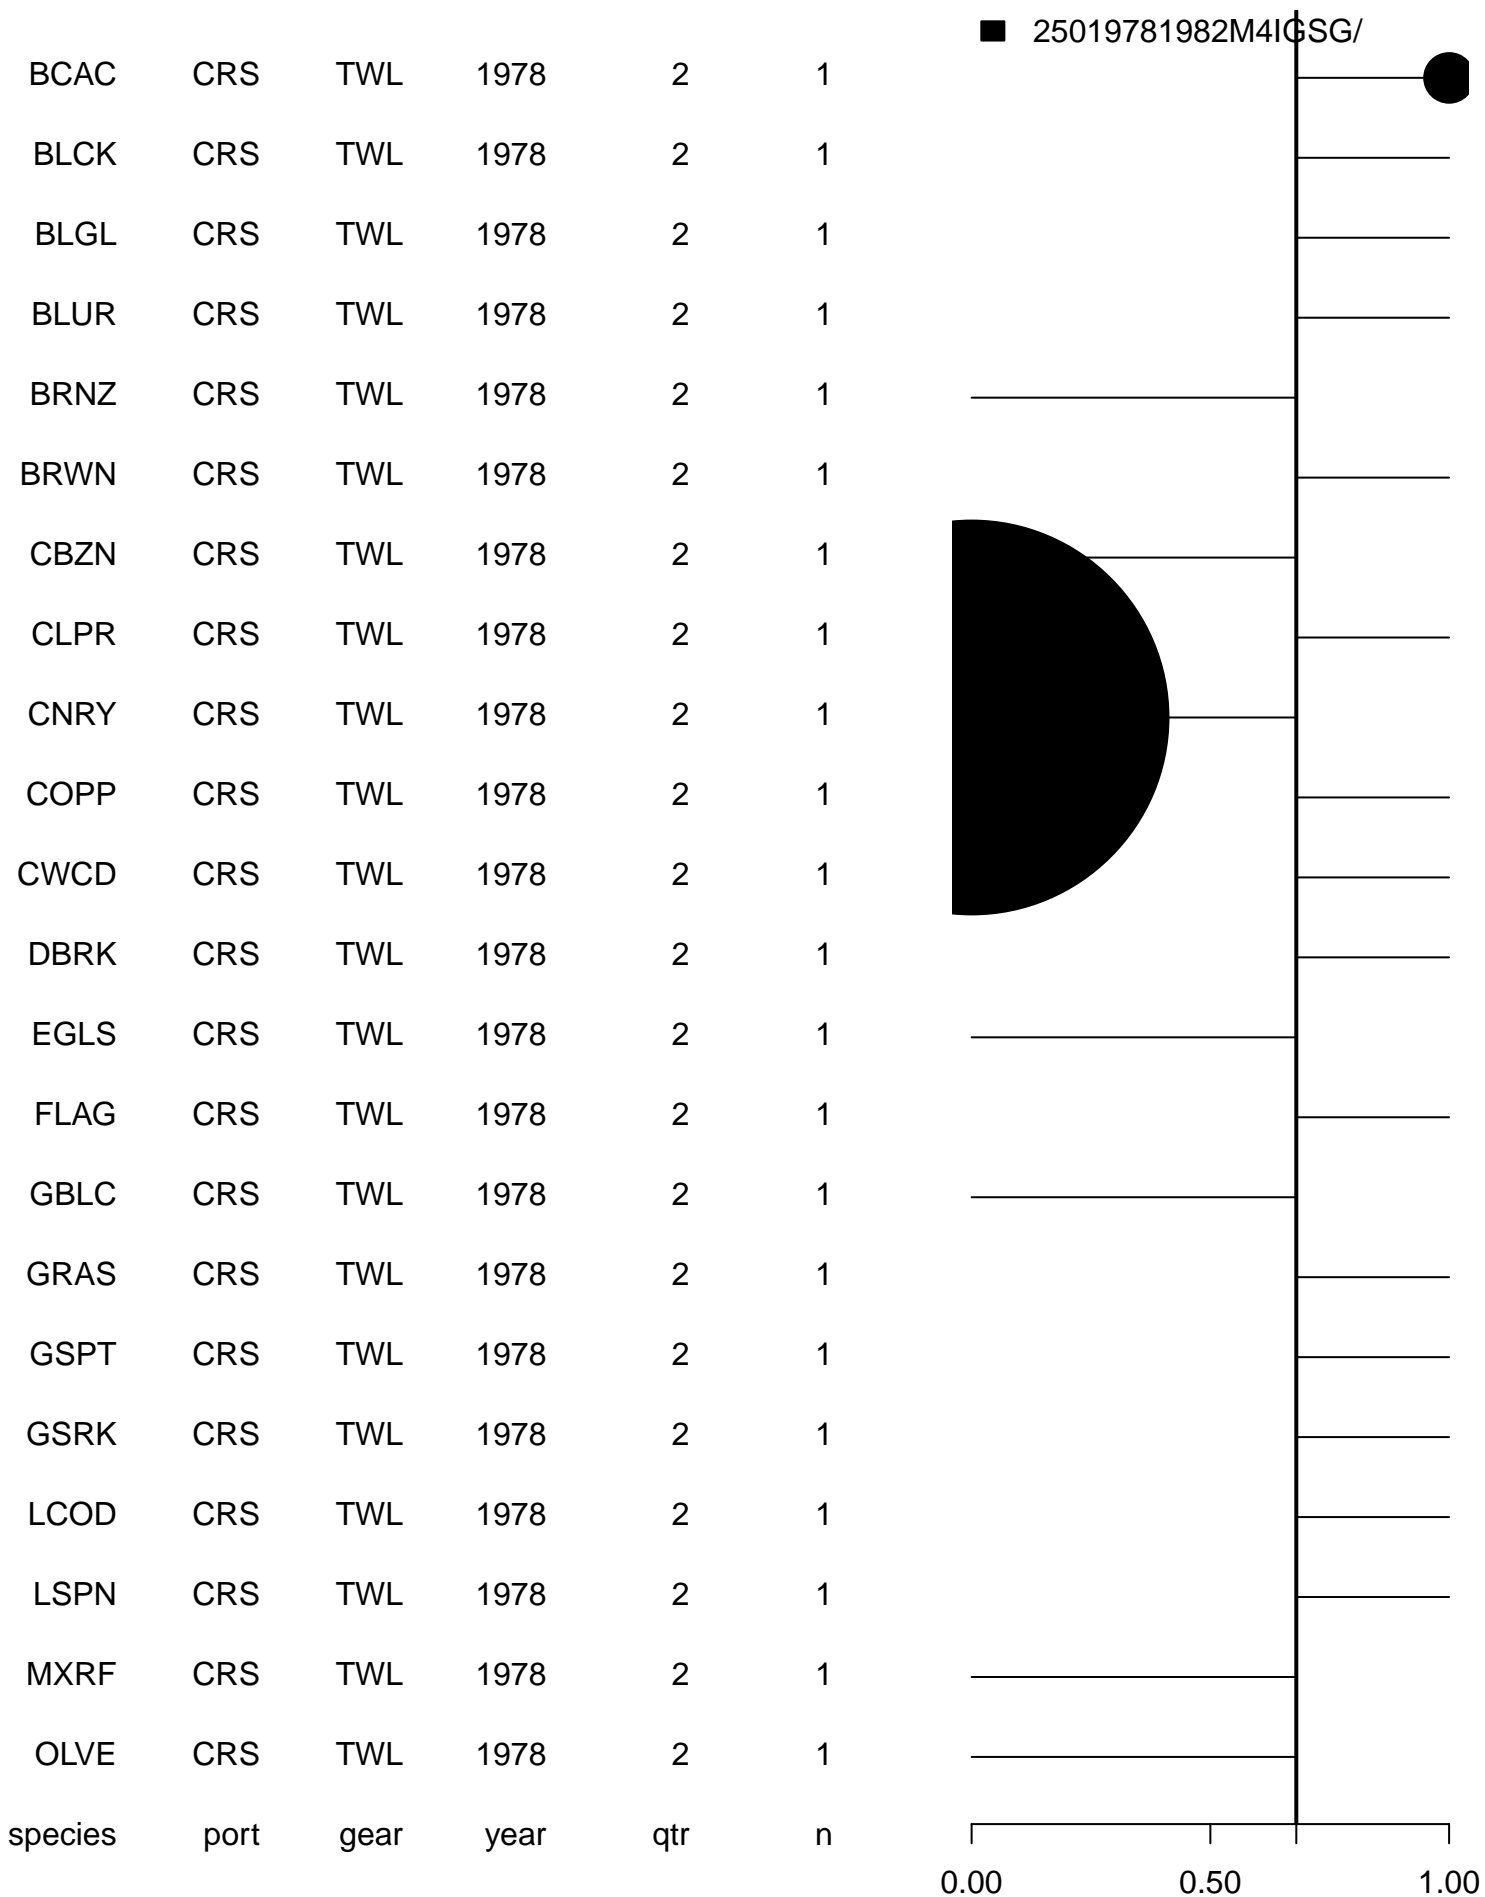 25019781982M4IGSG/
BCAC CRS TWL 1978 2 1
BLCK CRS TWL 1978 2 1
BLGL CRS TWL 1978 2 1
BLUR CRS TWL 1978 2 1
BRNZ CRS TWL 1978 2 1
BRWN CRS TWL 1978 2 1
CBZN CRS TWL 1978 2 1
CLPR CRS TWL 1978 2 1
CNRY CRS TWL 1978 2 1
COPP CRS TWL 1978 2 1
CWCD CRS TWL 1978 2 1
DBRK CRS TWL 1978 2 1
EGLS CRS TWL 1978 2 1
FLAG CRS TWL 1978 2 1
GBLC CRS TWL 1978 2 1
GRAS CRS TWL 1978 2 1
GSPT CRS TWL 1978 2 1
GSRK CRS TWL 1978 2 1
LCOD CRS TWL 1978 2 1
LSPN CRS TWL 1978 2 1
MXRF CRS TWL 1978 2 1
OLVE CRS TWL 1978 2 1
species port gear year qtr n
0.00 0.50 1.00